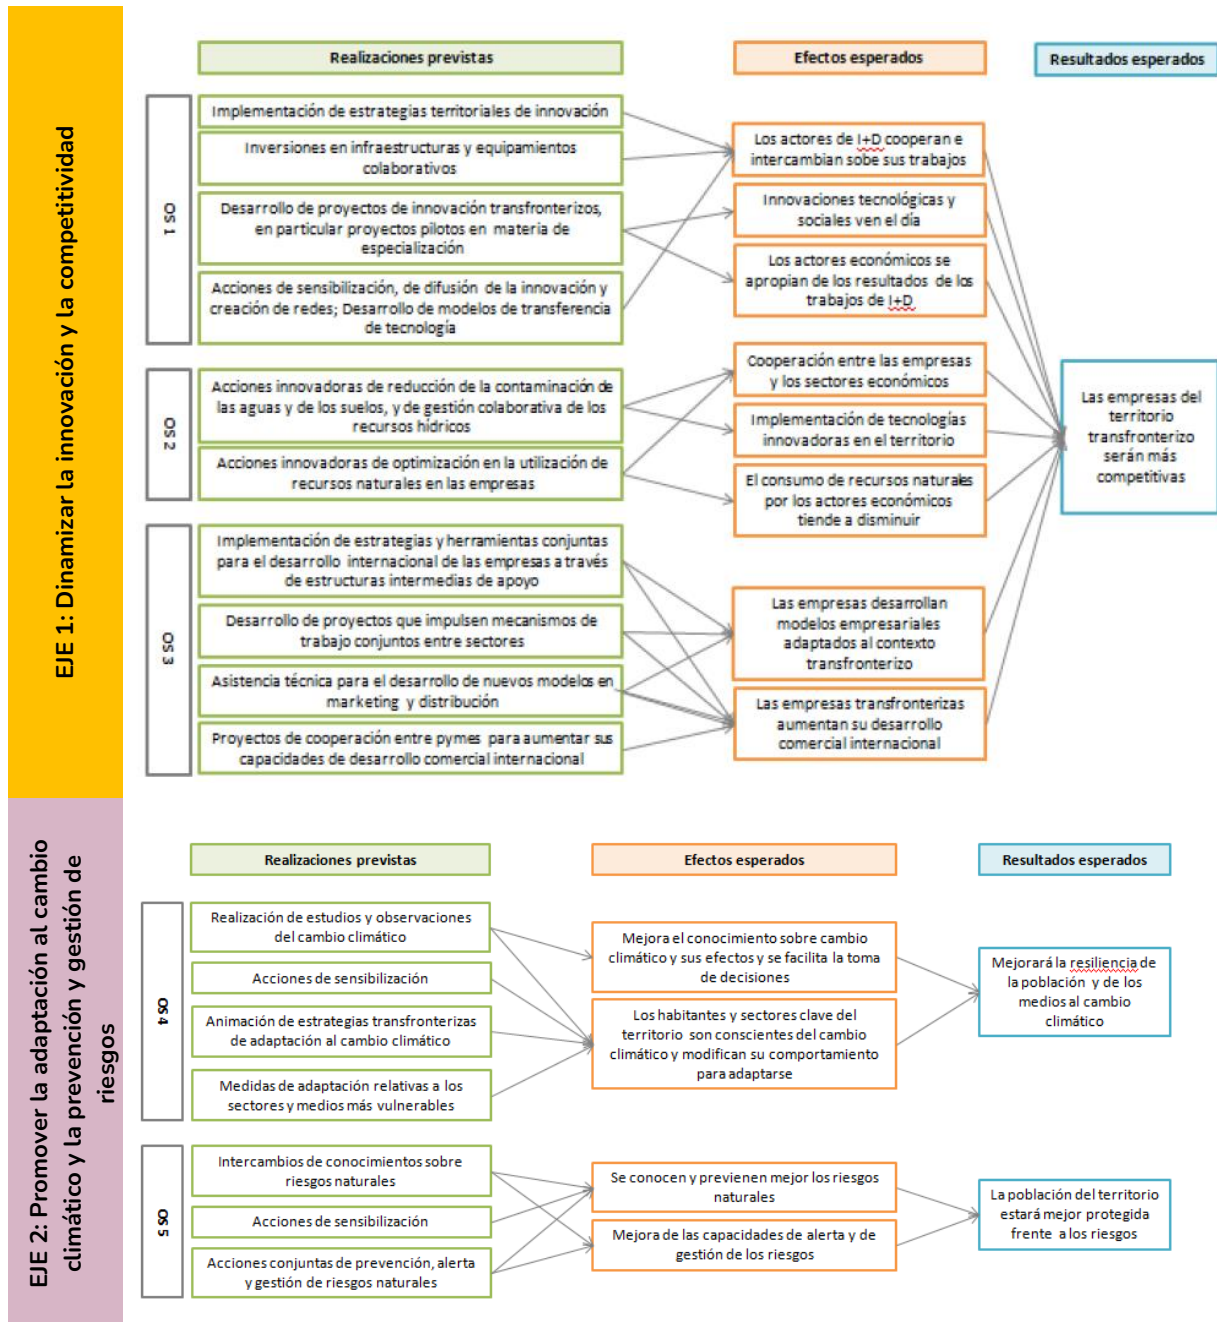 EJE 1: Dinamizar la innovación y la competitividad
Realizaciones previstas
Efectos esperados
Resultados esperados
OS 1
Implementación de estrategias territoriales de innovación
Inversiones en infraestructuras y equipamientos
colaborativos
Desarrollo de proyectos de innovación transfronterizos,
en particular proyectos pilotos en materia de
especialización
Acciones de sensibilización, de difusión de la innovación y
creación de redes; Desarrollo de modelos de transferencia
de tecnología
Los actores de I+D cooperan e
intercambian sobe sus trabajos
Innovaciones tecnológicas y
sociales ven el día
Los actores económicos se
apropian de los resultados de los
trabajos de I+D
OS 2
Acciones innovadoras de reducción de la contaminación de
las aguas y de los suelos, y de gestión colaborativa de los
recursos hídricos
Acciones innovadoras de optimización en la utilización de
recursos naturales en las empresas
Cooperación entre las empresas
y los sectores económicos
Implementación de tecnologías
innovadoras en el territorio
El consumo de recursos naturales
por los actores económicos
tiende a disminuir
Las empresas del
territorio
transfronterizo
serán más
competitivas
OS 3
Implementación de estrategias y herramientas conjuntas
para el desarrollo internacional de las empresas a través
de estructuras intermedias de apoyo
Desarrollo de proyectos que impulsen mecanismos de
trabajo conjuntos entre sectores
Asistencia técnica para el desarrollo de nuevos modelos en
marketing y distribución
Proyectos de cooperación entre pymes para aumentar sus
capacidades de desarrollo comercial internacional
Las empresas desarrollan
modelos empresariales
adaptados al contexto
transfronterizo
Las empresas transfronterizas
aumentan su desarrollo
comercial internacional
EJE 2: Promover la adaptación al cambio
climático y la prevención y gestión de
riesgos
Realizaciones previstas
Efectos esperados
Resultados esperados
OS 4
Realización de estudios y observaciones
del cambio climático
Acciones de sensibilización
Animación de estrategias transfronterizas
de adaptación al cambio climático
Medidas de adaptación relativas a los
sectores y medios más vulnerables
Mejora el conocimiento sobre cambio
climático y sus efectos y se facilita la toma
de decisiones
Los habitantes y sectores clave del
territorio son conscientes del cambio
climático y modifican su comportamiento
para adaptarse
Mejorará la resiliencia de
la población y de los
medios al cambio
climático
OS 5
Intercambios de conocimientos sobre
riesgos naturales
Acciones de sensibilización
Acciones conjuntas de prevención, alerta
y gestión de riesgos naturales
Se conocen y previenen mejor los riesgos
naturales
Mejora de las capacidades de alerta y de
gestión de los riesgos
La población del territorio
estará mejor protegida
frente a los riesgos